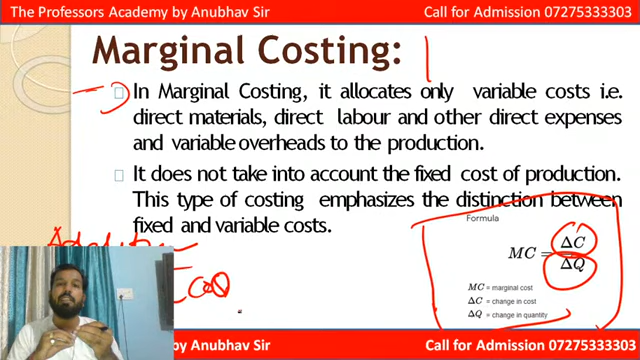 The Professors Academy by Anubhav Sir Call for Admission 07275333303
Marginal Costing:
In Marginal Costing, it allocates only variable costs i.e.
direct materials, direct labour and other direct expenses
and variable overheads to the production.
It does not take into account the fixed cost of production.
This type of costing emphasizes the distinction between
fixed and variable costs.
Formula
MC = ΔC
ΔQ
MC = marginal cost
ΔC = change in cost
ΔQ = change in quantity
The Professors Academy by Anubhav Sir Call for Admission 07275333303